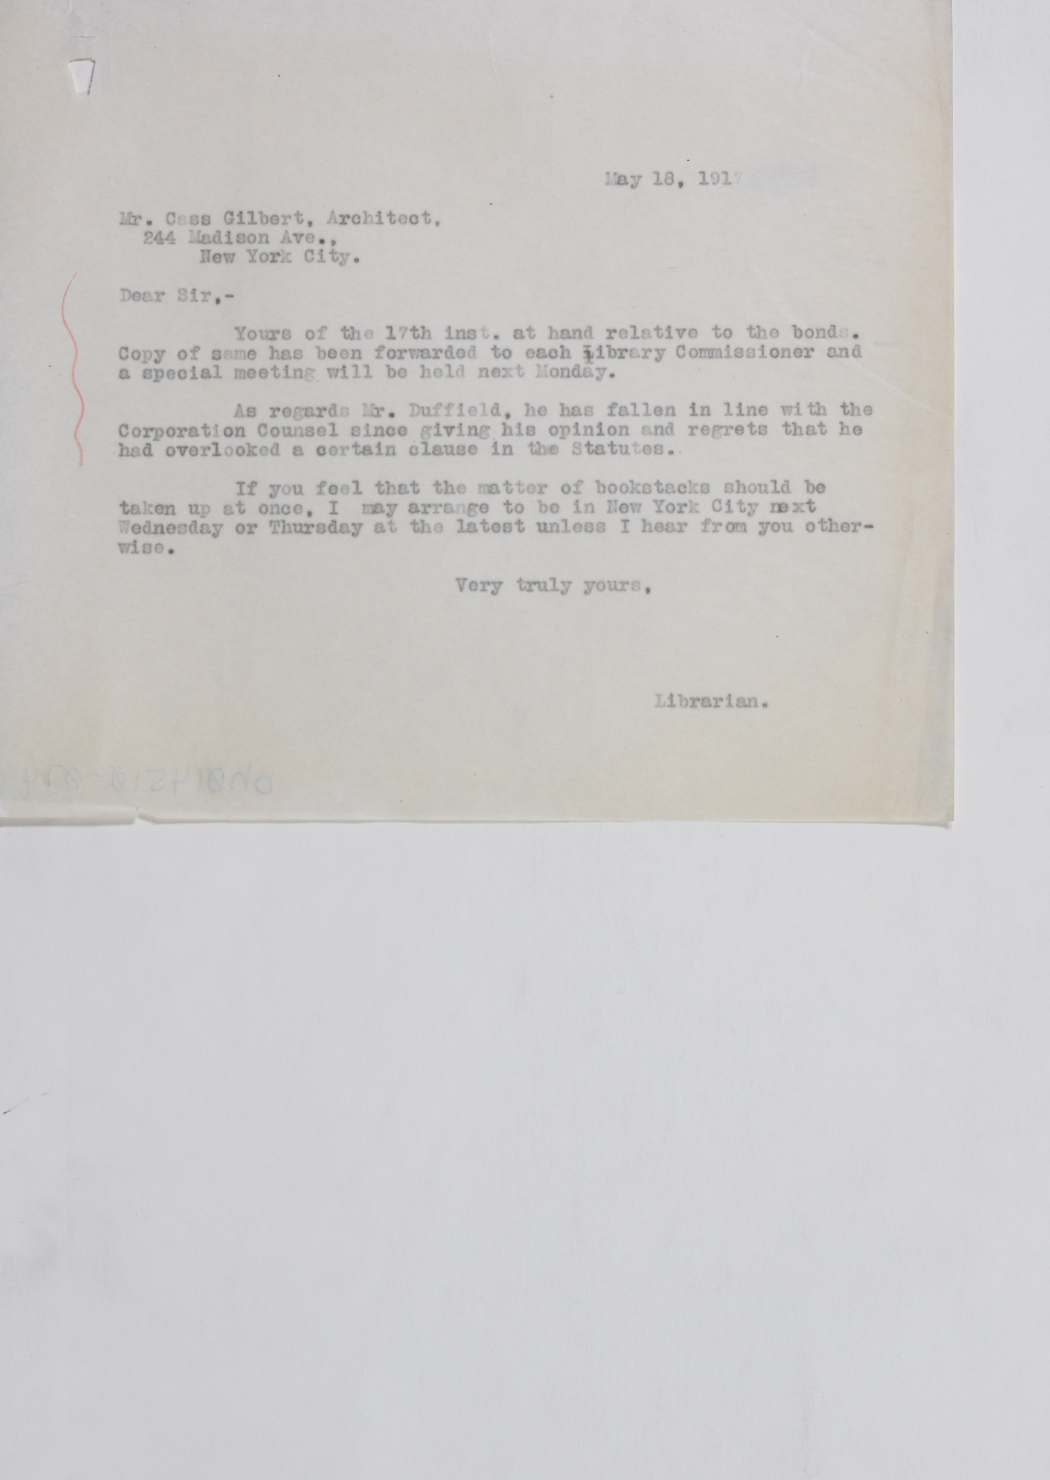 May 18, 1917
Mr. Cass Gilbert, Architect,
244 Madison Ave.,
New York City.
Dear Sir,-
Yours of the 17th inst. at hand relative to the bonds.
Copy of same has been forwarded to each Library Commissioner and
a special meeting will be held next Monday.
As regards Mr. Duffield, he has fallen in line with the
Corporation Counsel since giving his opinion and regrets that he
had overlooked a certain clause in the Statutes.
If you feel that the matter of bookstacks should be
taken up at once, I may arrange to be in New York City next
Wednesday or Thursday at the latest unless I hear from you other-
wise.
Very truly yours,
Librarian.